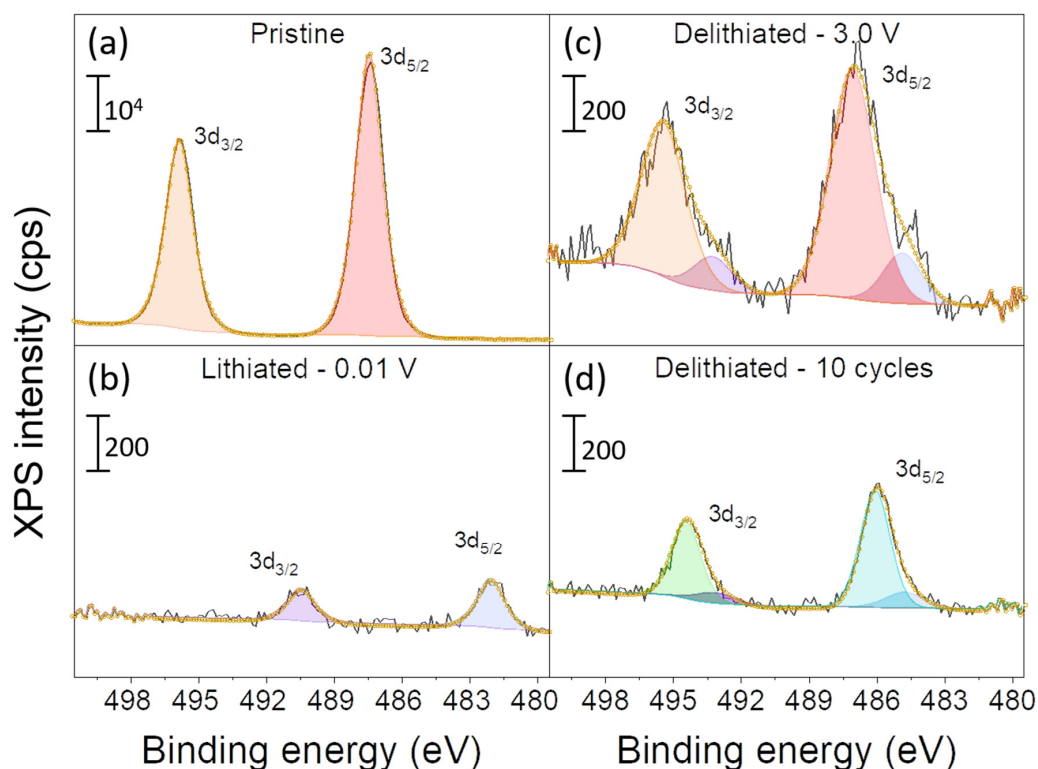 (a)
Pristine
10⁴
3d₃/₂
3d₅/₂
(c)
Delithiated - 3.0 V
200
3d₃/₂
3d₅/₂
(b)
Lithiated - 0.01 V
200
3d₃/₂
3d₅/₂
(d)
Delithiated - 10 cycles
200
3d₃/₂
3d₅/₂
XPS intensity (cps)
498 495 492 489 486 483 480
498 495 492 489 486 483 480
Binding energy (eV)
Binding energy (eV)